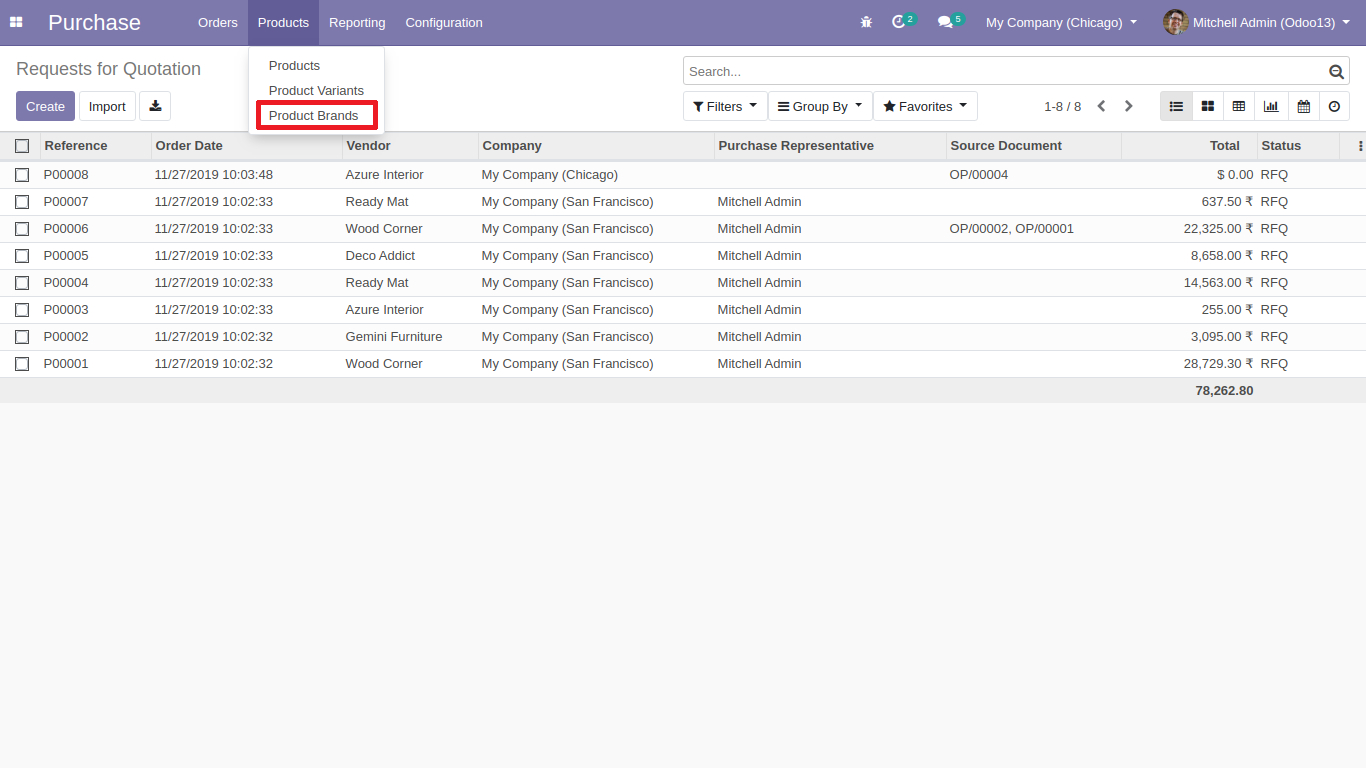 Purchase Orders Products Reporting Configuration 2 5 My Company (Chicago) Mitchell Admin (Odoo13)
Requests for Quotation
Search...
Products
Product Variants
Product Brands
Create Import
Filters Group By Favorites 1-8 / 8
Reference Order Date Vendor Company Purchase Representative Source Document Total Status
P00008 11/27/2019 10:03:48 Azure Interior My Company (Chicago) OP/00004 $ 0.00 RFQ
P00007 11/27/2019 10:02:33 Ready Mat My Company (San Francisco) Mitchell Admin 637.50 ₹ RFQ
P00006 11/27/2019 10:02:33 Wood Corner My Company (San Francisco) Mitchell Admin OP/00002, OP/00001 22,325.00 ₹ RFQ
P00005 11/27/2019 10:02:33 Deco Addict My Company (San Francisco) Mitchell Admin 8,658.00 ₹ RFQ
P00004 11/27/2019 10:02:33 Ready Mat My Company (San Francisco) Mitchell Admin 14,563.00 ₹ RFQ
P00003 11/27/2019 10:02:33 Azure Interior My Company (San Francisco) Mitchell Admin 255.00 ₹ RFQ
P00002 11/27/2019 10:02:32 Gemini Furniture My Company (San Francisco) Mitchell Admin 3,095.00 ₹ RFQ
P00001 11/27/2019 10:02:32 Wood Corner My Company (San Francisco) Mitchell Admin 28,729.30 ₹ RFQ
78,262.80